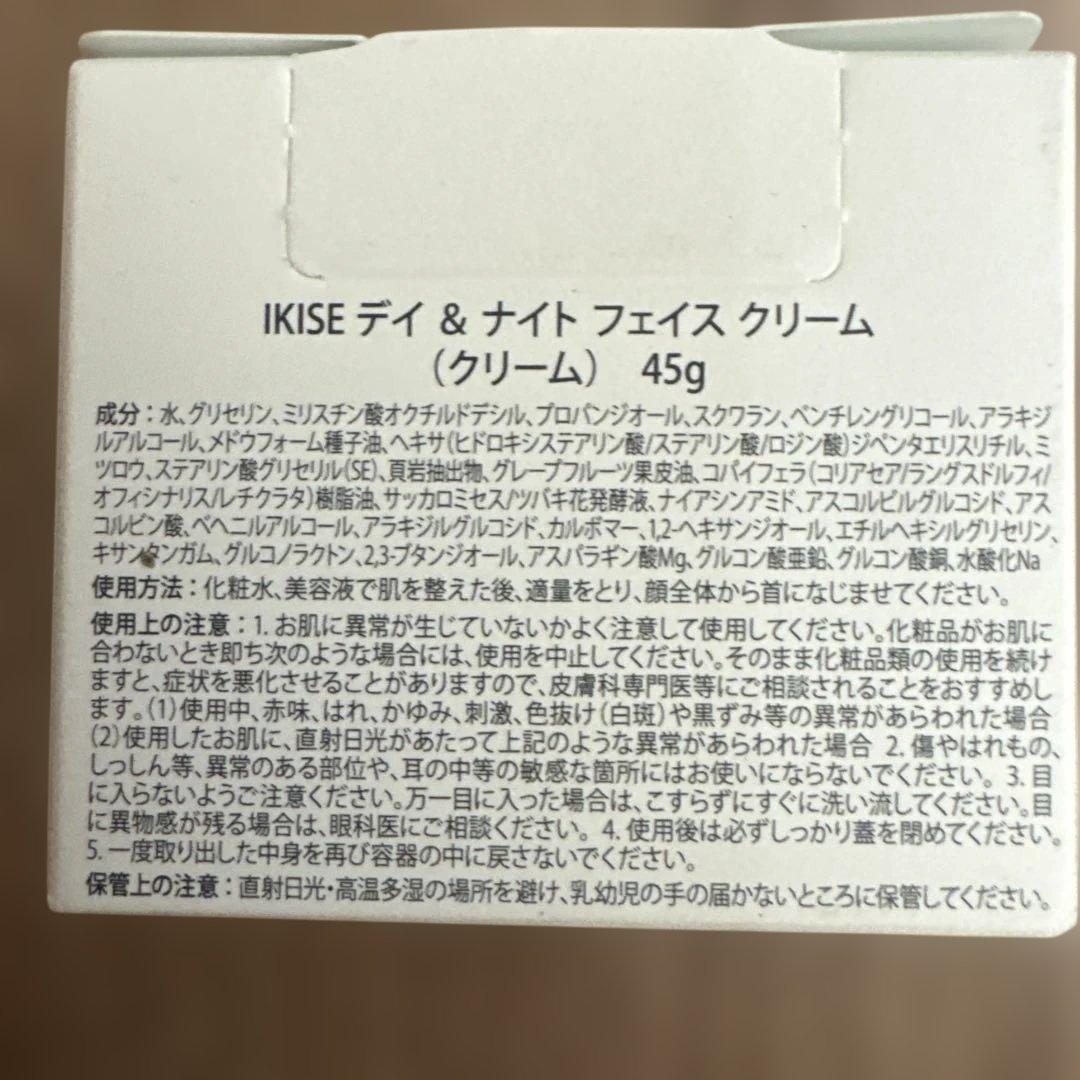 IKISE デイ & ナイト フェイス クリーム
（クリーム） 45g
成分：水、グリセリン、ミリスチン酸オクチルドデシル、プロパンジオール、スクワラン、ペンチレングリコール、アラキジ
ルアルコール、メドウフォーム種子油、ヘキサ（ヒドロキシステアリン酸/ステアリン酸/ロジン酸）ジペンタエリスリチル、ミ
ツロウ、ステアリン酸グリセリル（SE）、頁岩抽出物、グレープフルーツ果皮油、コパイフェラ（コリアセア/ラングスドルフィ/
オフィシナリス/レチクラタ）樹脂油、サッカロミセス/ツバキ花発酵液、ナイアシンアミド、アスコルビルグルコシド、アス
コルビン酸、ベヘニルアルコール、アラキジルグルコシド、カルボマー、1,2-ヘキサンジオール、エチルヘキシルグリセリン、
キサンタンガム、グルコノラクトン、2,3-ブタンジオール、アスパラギン酸Mg、グルコン酸亜鉛、グルコン酸銅、水酸化Na
使用方法：化粧水、美容液で肌を整えた後、適量をとり、顔全体から首になじませてください。
使用上の注意：1. お肌に異常が生じていないかよく注意して使用してください。化粧品がお肌に
合わないとき即ち次のような場合には、使用を中止してください。そのまま化粧品類の使用を続け
ますと、症状を悪化させることがありますので、皮膚科専門医等にご相談されることをおすすめし
ます。（1）使用中、赤味、はれ、かゆみ、刺激、色抜け（白斑）や黒ずみ等の異常があらわれた場合
（2）使用したお肌に、直射日光があたって上記のような異常があらわれた場合 2. 傷やはれもの、
しっしん等、異常のある部位や、耳の中等の敏感な箇所にはお使いにならないでください。 3. 目
に入らないようご注意ください。万一目に入った場合は、こすらずにすぐに洗い流してください。目
に異物感が残る場合は、眼科医にご相談ください。 4. 使用後は必ずしっかり蓋を閉めてください。
5. 一度取り出した中身を再び容器の中に戻さないでください。
保管上の注意：直射日光・高温多湿の場所を避け、乳幼児の手の届かないところに保管してください。